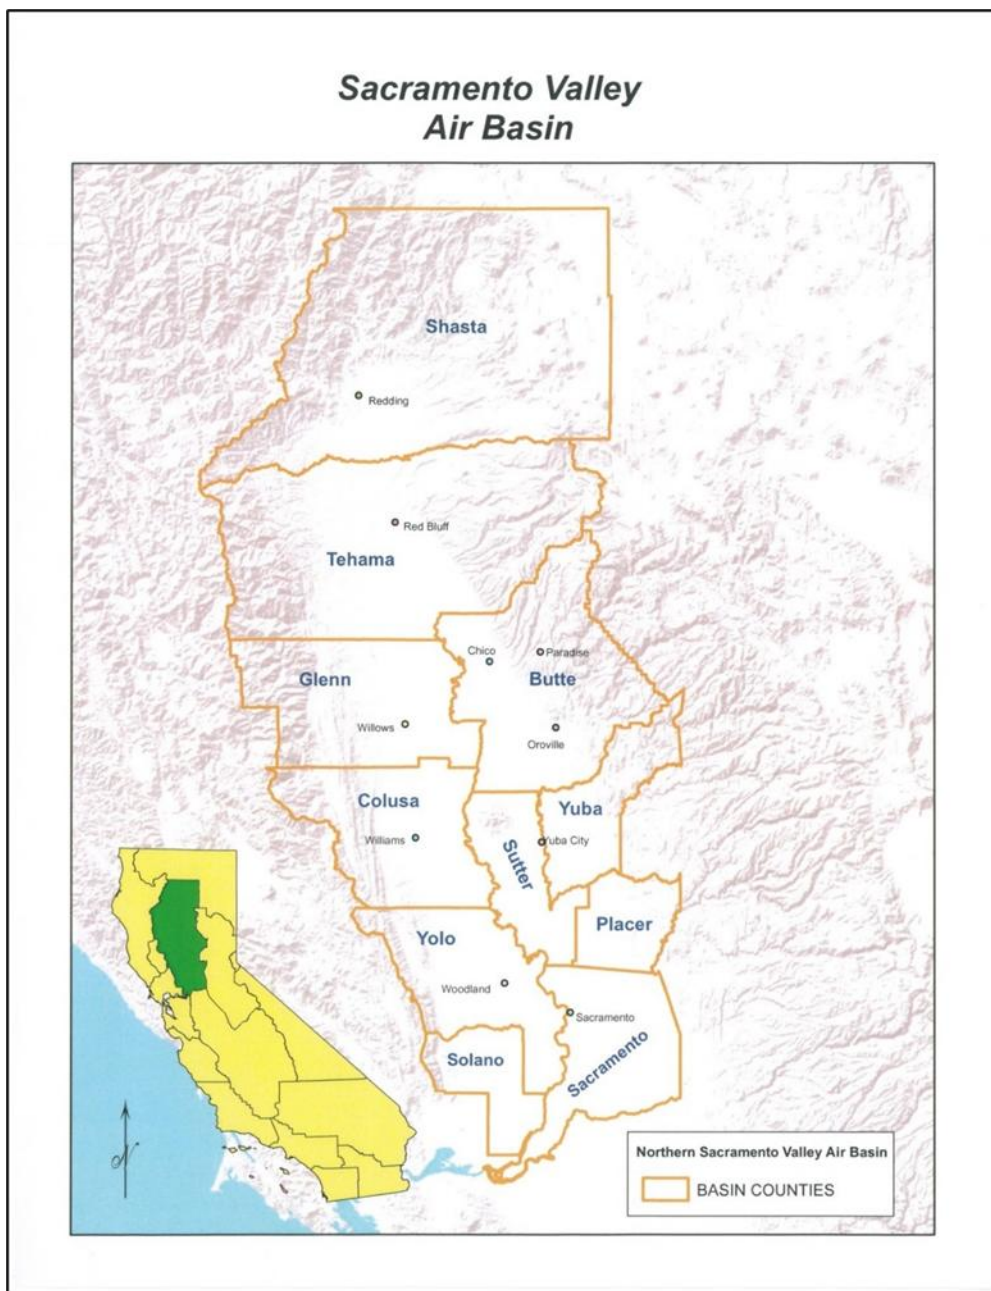 Sacramento Valley
Air Basin
Shasta
Redding
Red Bluff
Tehama
Chico
Paradise
Glenn
Butte
Willows
Oroville
Colusa
Yuba
Williams
Yuba City
Sutter
Placer
Yolo
Woodland
Sacramento
Solano
Sacramento
N
Northern Sacramento Valley Air Basin
BASIN COUNTIES